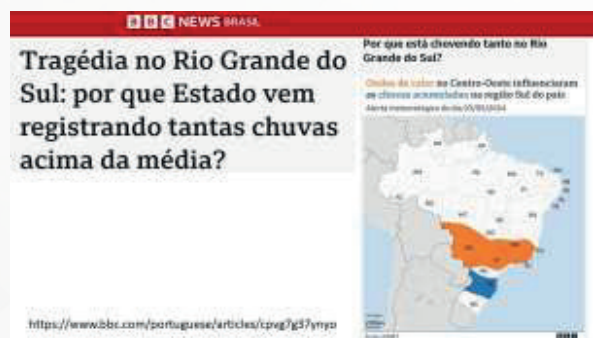 BBC NEWS BRASIL
Tragédia no Rio Grande do
Sul: por que Estado vem
registrando tantas chuvas
acima da média?
https://www.bbc.com/portuguese/articles/cpvg7g37ynyo
Por que está chovendo tanto no Rio
Grande do Sul?
Ondas de calor no Centro-Oeste influenciaram
as chuvas acumuladas na região Sul do país